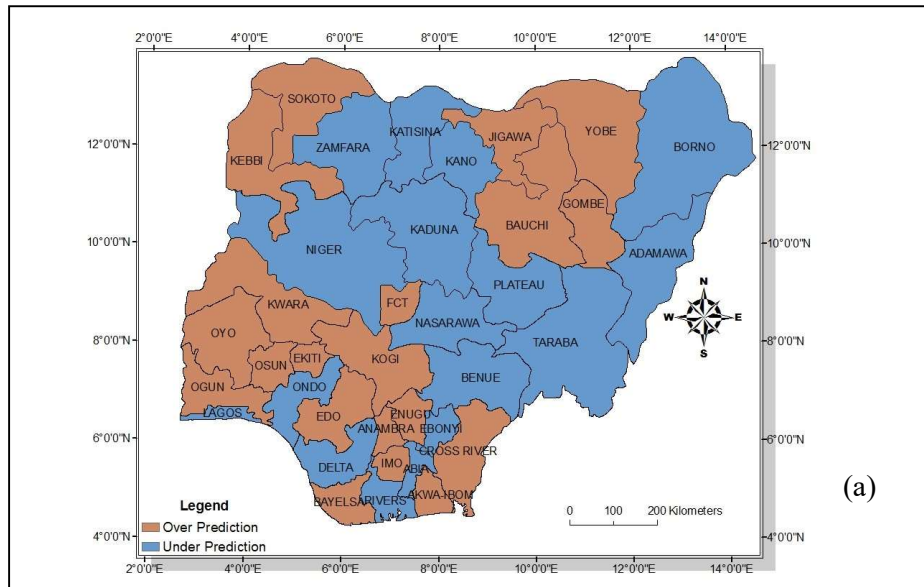 2°0'0"E 4°0'0"E 6°0'0"E 8°0'0"E 10°0'0"E 12°0'0"E 14°0'0"E
SOKOTO
YOBE
12°0'0"N KATISINA JIGAWA 12°0'0"N
ZAMFARA KANO BORNO
KEBBI
GOMBE
BAUCHI
KADUNA
10°0'0"N NIGER ADAMAWA 10°0'0"N
PLATEAU N
FCT
KWARA W E
NASARAWA
OYO TARABA S
8°0'0"N KOGI 8°0'0"N
OSUN EKITI
BENUE
OGUN ONDO
LAGOS EDO ENUGU
6°0'0"N ANAMBRA EBONYI 6°0'0"N
CROSS RIVER
DELTA IMO ABIA
(a)
Legend BAYELSA RIVERS AKWA-IBOM
Over Prediction 0 100 200 Kilometers
Under Prediction
4°0'0"N 4°0'0"N
2°0'0"E 4°0'0"E 6°0'0"E 8°0'0"E 10°0'0"E 12°0'0"E 14°0'0"E